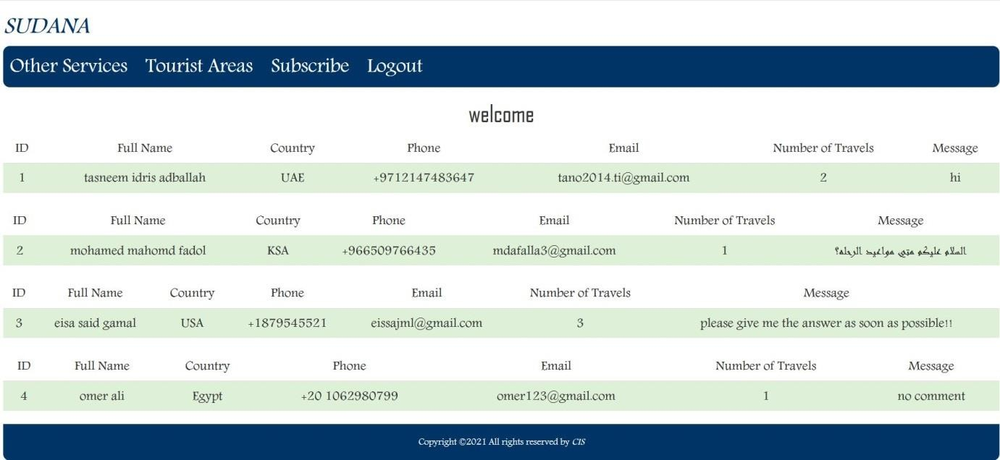 SUDANA
Other Services Tourist Areas Subscribe Logout
welcome
ID Full Name Country Phone Email Number of Travels Message
1 tasneem idris adballah UAE +9712147483647 tano2014.ti@gmail.com 2 hi
ID Full Name Country Phone Email Number of Travels Message
2 mohamed mahomd fadol KSA +966509766435 mdafalla3@gmail.com 1 السلام عليكم متي مواعيد الرحله؟
ID Full Name Country Phone Email Number of Travels Message
3 eisa said gamal USA +1879545521 eissajml@gmail.com 3 please give me the answer as soon as possible!!
ID Full Name Country Phone Email Number of Travels Message
4 omer ali Egypt +20 1062980799 omer123@gmail.com 1 no comment
Copyright ©2021 All rights reserved by CIS